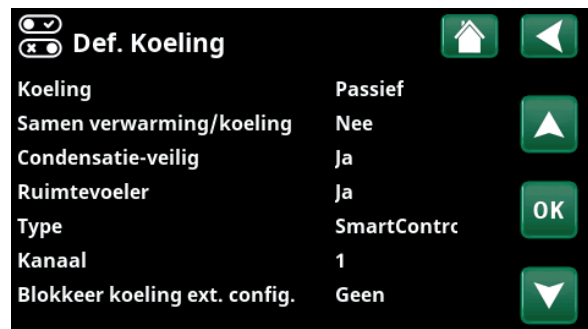 Def. Koeling
Koeling Passief
Samen verwarming/koeling Nee
Condensatie-veilig Ja
Ruimtevoeler Ja
OK
Type SmartContrc
Kanaal 1
Blokkeer koeling ext. config. Geen